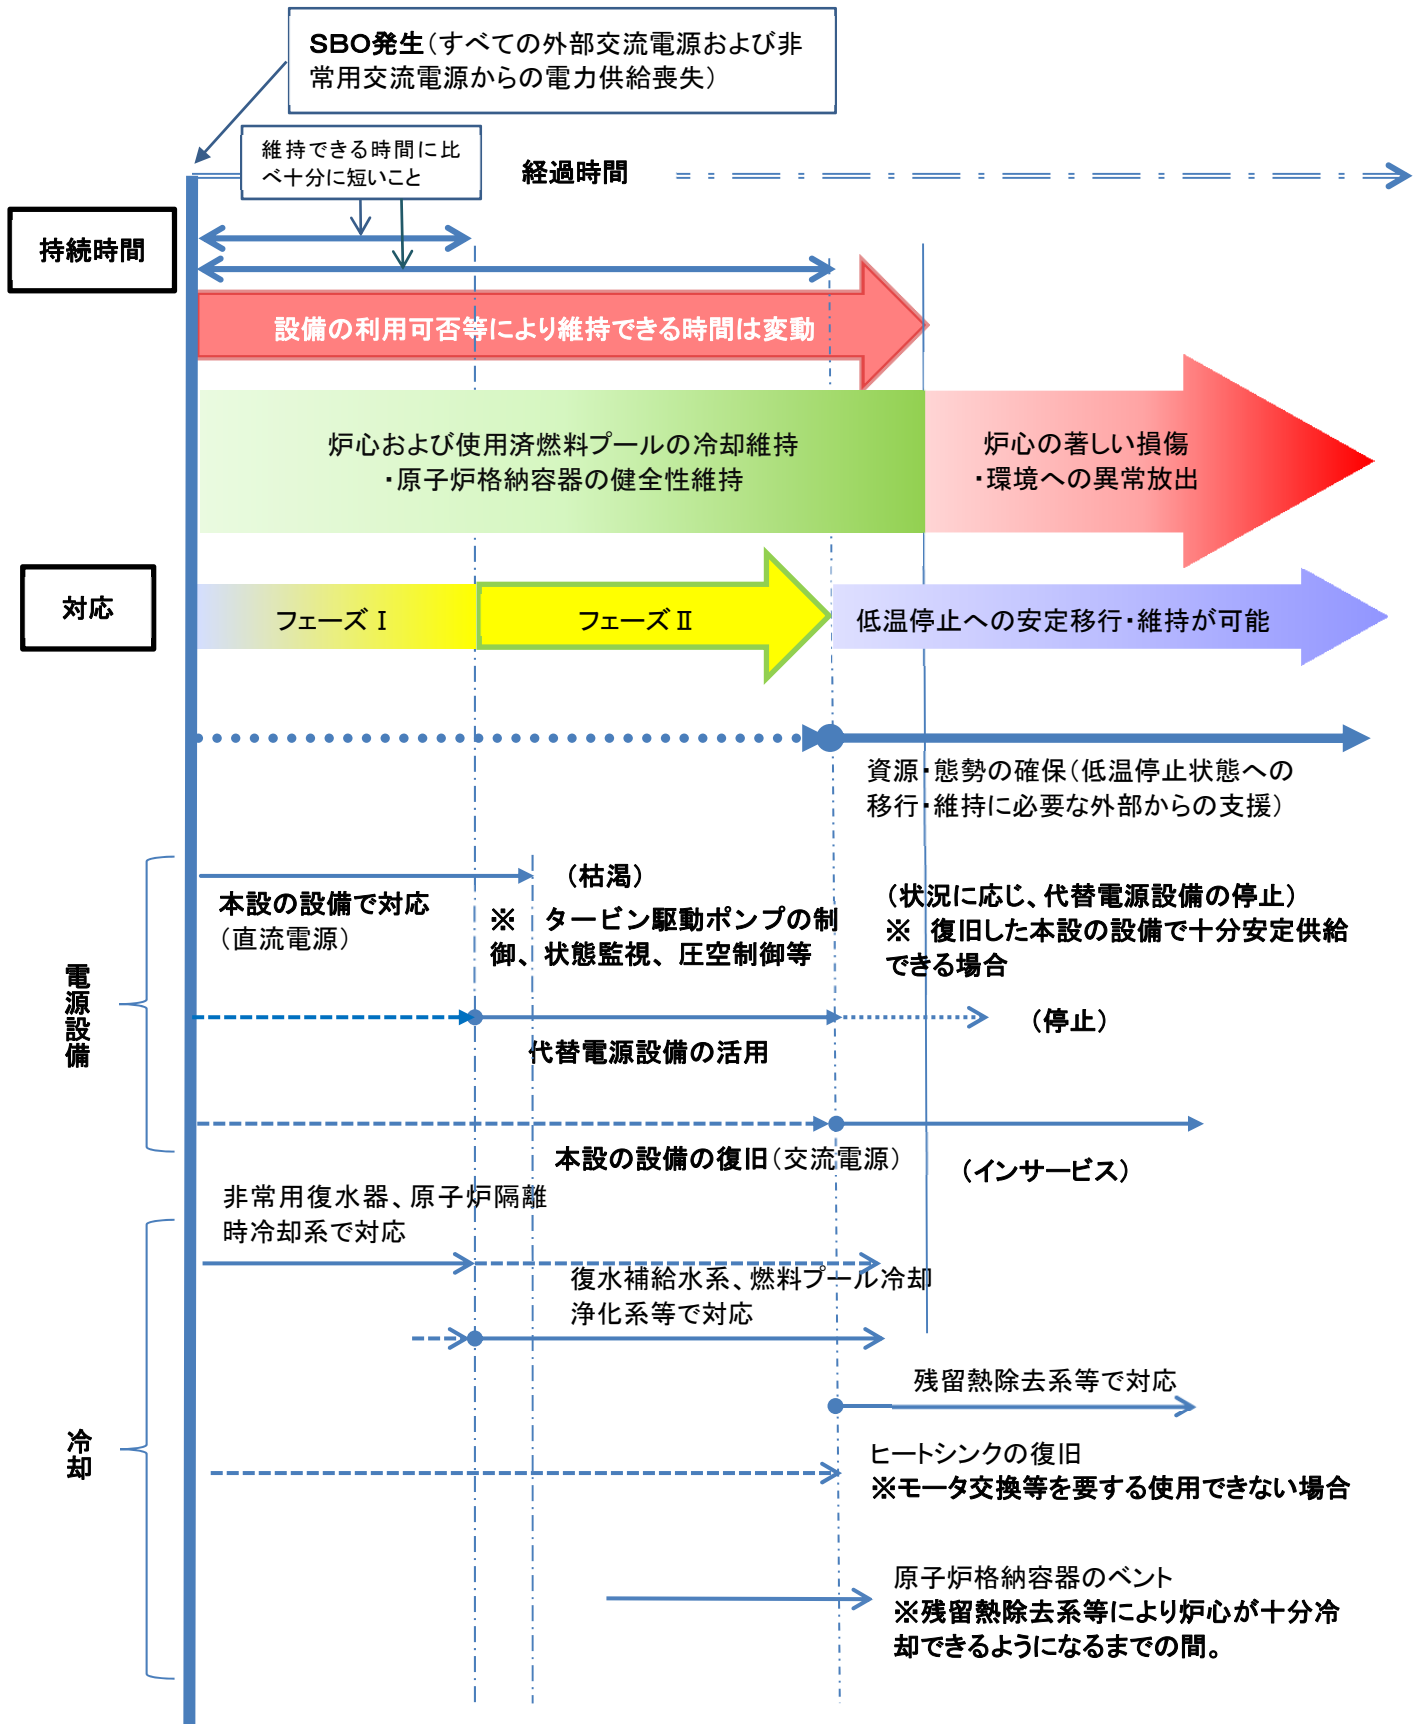 SBO発生(すべての外部交流電源および非
常用交流電源からの電力供給喪失)
維持できる時間に比
べ十分に短いこと
経過時間
持続時間
設備の利用可否等により維持できる時間は変動
炉心および使用済燃料プールの冷却維持
・原子炉格納容器の健全性維持
炉心の著しい損傷
・環境への異常放出
対応
フェーズⅠ
フェーズⅡ
低温停止への安定移行・維持が可能
資源・態勢の確保(低温停止状態への
移行・維持に必要な外部からの支援)
電源設備
本設の設備で対応
(直流電源)
(枯渇)
※ タービン駆動ポンプの制
御、状態監視、圧空制御等
(状況に応じ、代替電源設備の停止)
※ 復旧した本設の設備で十分安定供給
できる場合
代替電源設備の活用
(停止)
本設の設備の復旧(交流電源)
(インサービス)
冷却
非常用復水器、原子炉隔離
時冷却系で対応
復水補給水系、燃料プール冷却
浄化系等で対応
残留熱除去系等で対応
ヒートシンクの復旧
※モータ交換等を要する使用できない場合
原子炉格納容器のベント
※残留熱除去系等により炉心が十分冷
却できるようになるまでの間。